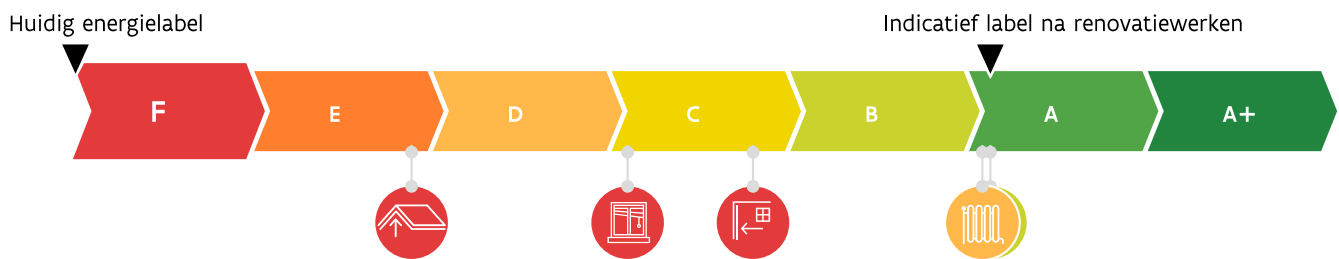 Huidig energielabel
Indicatief label na renovatiewerken
F
E
D
C
B
A
A+